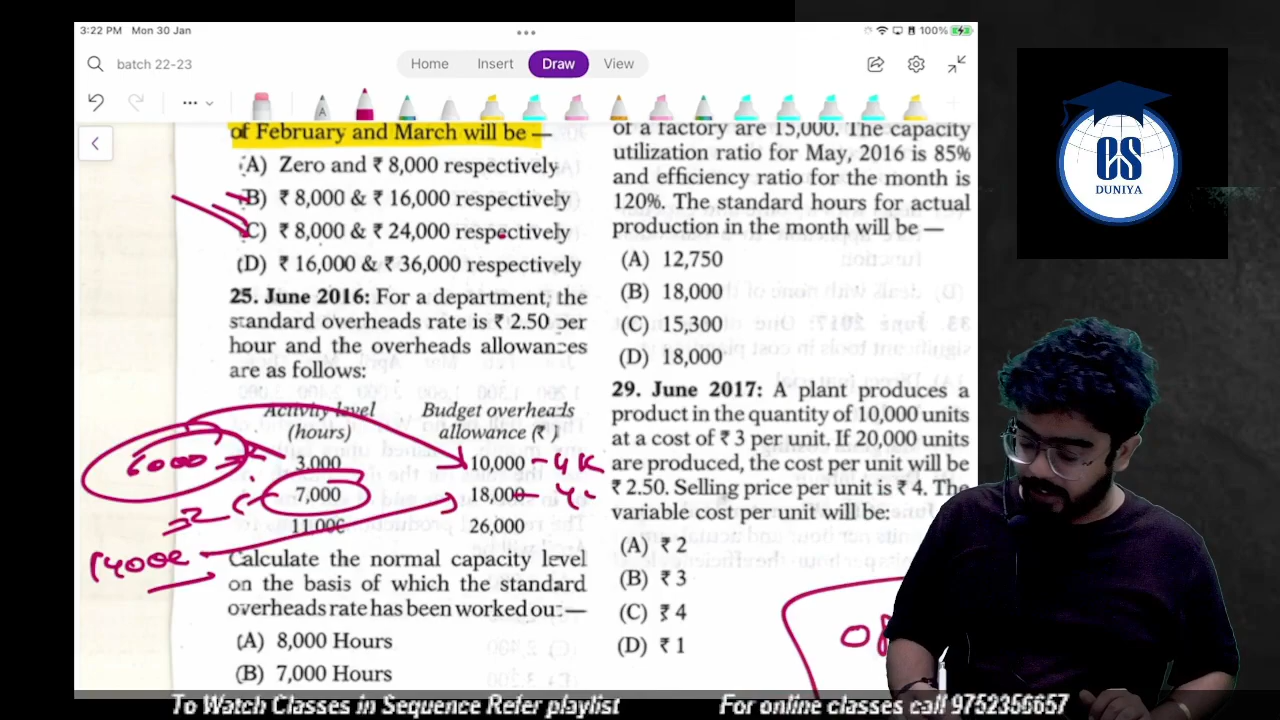 3:22 PM Mon 30 Jan
100%
batch 22-23
Home Insert Draw View
of February and March will be —
(A) Zero and ₹ 8,000 respectively
(B) ₹ 8,000 & ₹ 16,000 respectively
(C) ₹ 8,000 & ₹ 24,000 respectively
(D) ₹ 16,000 & ₹ 36,000 respectively
25. June 2016: For a department, the
standard overheads rate is ₹ 2.50 per
hour and the overheads allowances
are as follows:
Activity level Budget overheads
(hours) allowance (₹)
6000 3,000 10,000 - 4K
7,000 18,000
11,000 26,000
1400
Calculate the normal capacity level
on the basis of which the standard
overheads rate has been worked out —
(A) 8,000 Hours
(B) 7,000 Hours
of a factory are 15,000. The capacity
utilization ratio for May, 2016 is 85%
and efficiency ratio for the month is
120%. The standard hours for actual
production in the month will be —
(A) 12,750
(B) 18,000
(C) 15,300
(D) 18,000
29. June 2017: A plant produces a
product in the quantity of 10,000 units
at a cost of ₹ 3 per unit. If 20,000 units
are produced, the cost per unit will be
₹ 2.50. Selling price per unit is ₹ 4. The
variable cost per unit will be:
(A) ₹ 2
(B) ₹ 3
(C) ₹ 4
(D) ₹ 1
CS
DUNIYA
To Watch Classes in Sequence Refer playlist
For online classes call 9752356657